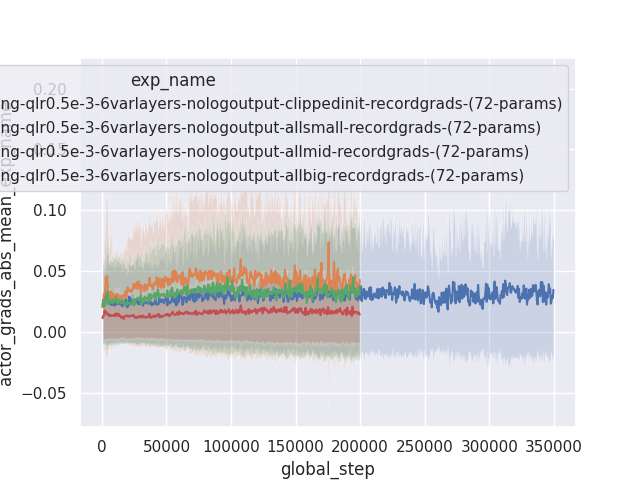 exp_name
ng-qlr0.5e-3-6varlayers-nologoutput-clippedinit-recordgrads-(72-params)
ng-qlr0.5e-3-6varlayers-nologoutput-allsmall-recordgrads-(72-params)
ng-qlr0.5e-3-6varlayers-nologoutput-allmid-recordgrads-(72-params)
ng-qlr0.5e-3-6varlayers-nologoutput-allbig-recordgrads-(72-params)
actor_grads_abs_mean_
0.20
0.10
0.05
0.00
−0.05
0
50000
100000
150000
200000
250000
300000
350000
global_step